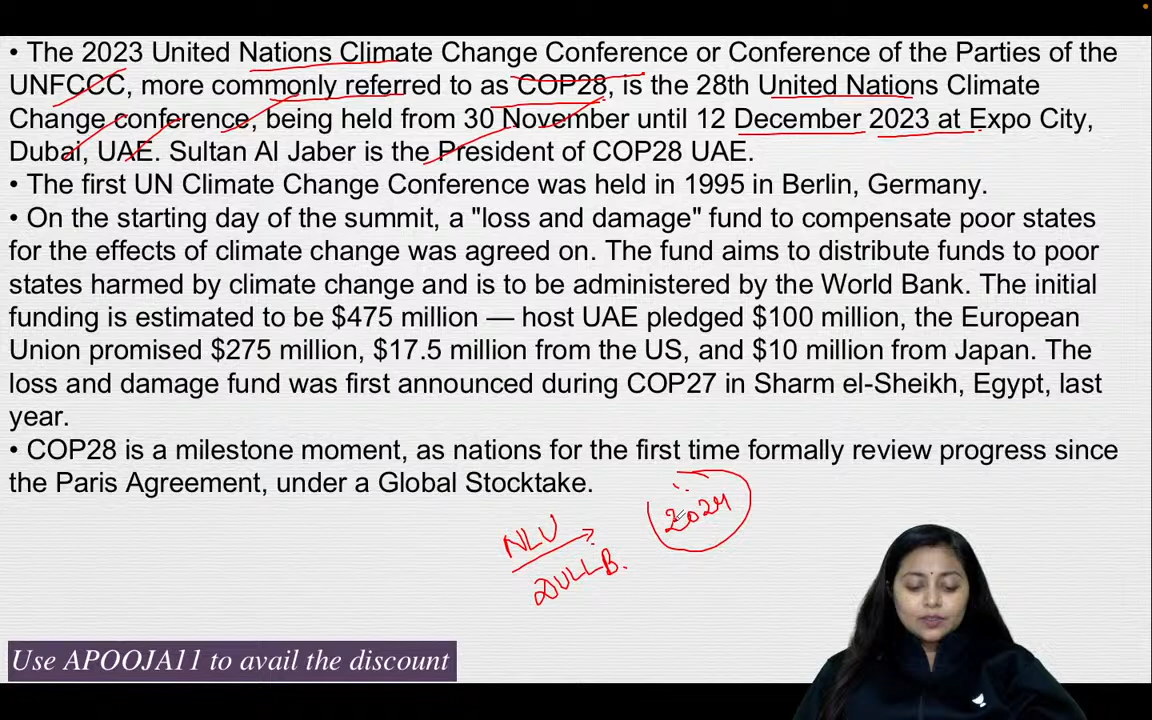 • The 2023 United Nations Climate Change Conference or Conference of the Parties of the
UNFCCC, more commonly referred to as COP28, is the 28th United Nations Climate
Change conference, being held from 30 November until 12 December 2023 at Expo City,
Dubai, UAE. Sultan Al Jaber is the President of COP28 UAE.
• The first UN Climate Change Conference was held in 1995 in Berlin, Germany.
• On the starting day of the summit, a "loss and damage" fund to compensate poor states
for the effects of climate change was agreed on. The fund aims to distribute funds to poor
states harmed by climate change and is to be administered by the World Bank. The initial
funding is estimated to be $475 million — host UAE pledged $100 million, the European
Union promised $275 million, $17.5 million from the US, and $10 million from Japan. The
loss and damage fund was first announced during COP27 in Sharm el-Sheikh, Egypt, last
year.
• COP28 is a milestone moment, as nations for the first time formally review progress since
the Paris Agreement, under a Global Stocktake.
2024
NLU
DULLB.
Use APOOJA11 to avail the discount